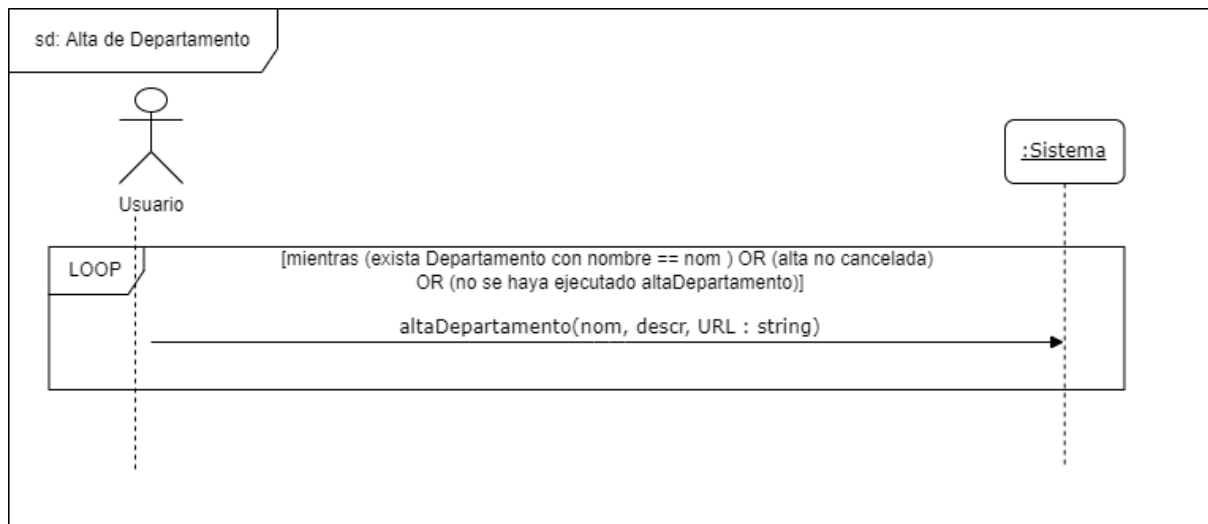 sd: Alta de Departamento
Usuario
:Sistema
LOOP
[mientras (exista Departamento con nombre == nom ) OR (alta no cancelada)
OR (no se haya ejecutado altaDepartamento)]
altaDepartamento(nom, descr, URL : string)